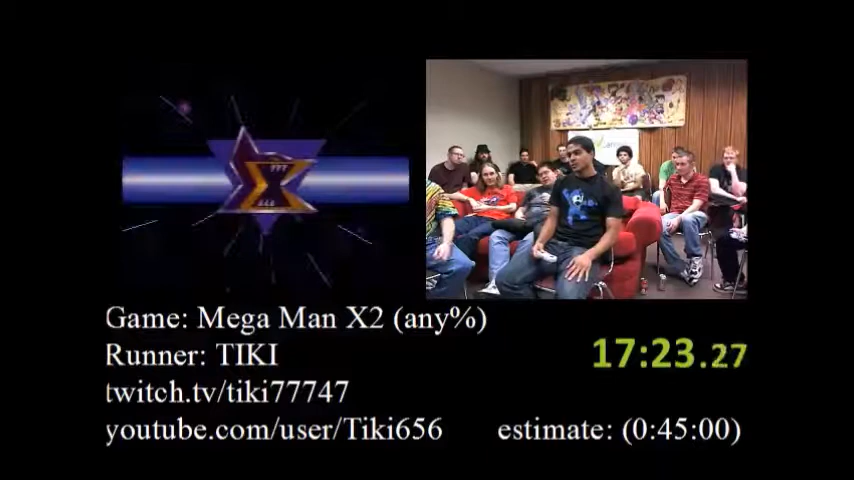 Game: Mega Man X2 (any%)
Runner: TIKI
17:23.27
twitch.tv/tiki77747
youtube.com/user/Tiki656
estimate: (0:45:00)